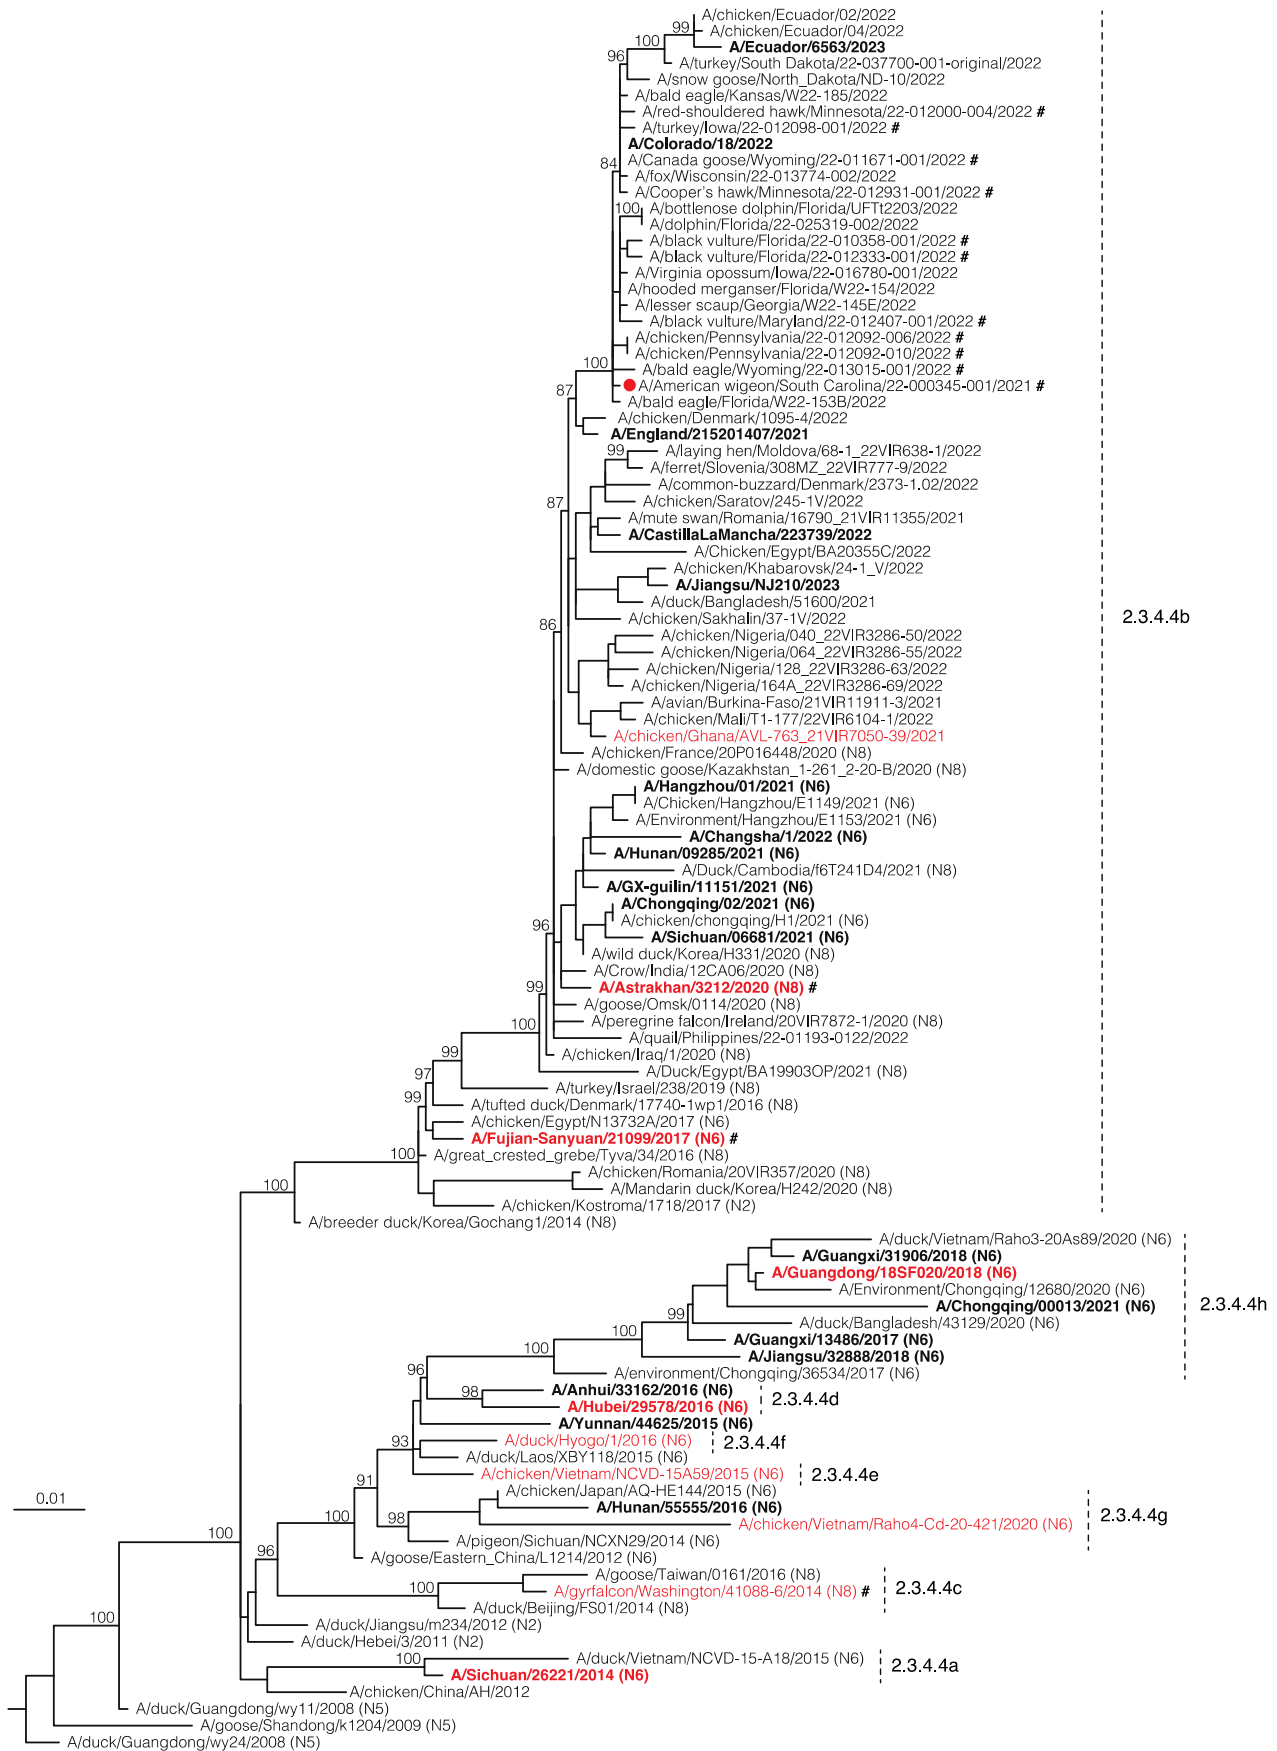 A/chicken/Ecuador/02/2022
99
A/chicken/Ecuador/04/2022
100
A/Ecuador/6563/2023
96
A/turkey/South Dakota/22-037700-001-original/2022
A/snow goose/North_Dakota/ND-10/2022
A/bald eagle/Kansas/W22-185/2022
A/red-shouldered hawk/Minnesota/22-012000-004/2022 #
A/turkey/Iowa/22-012098-001/2022 #
A/Colorado/18/2022
84
A/Canada goose/Wyoming/22-011671-001/2022 #
A/fox/Wisconsin/22-013774-002/2022
A/Cooper's hawk/Minnesota/22-012931-001/2022 #
100
A/bottlenose dolphin/Florida/UFTt2203/2022
A/dolphin/Florida/22-025319-002/2022
A/black vulture/Florida/22-010358-001/2022 #
A/black vulture/Florida/22-012333-001/2022 #
A/Virginia opossum/Iowa/22-016780-001/2022
A/hooded merganser/Florida/W22-154/2022
A/lesser scaup/Georgia/W22-145E/2022
A/black vulture/Maryland/22-012407-001/2022 #
A/chicken/Pennsylvania/22-012092-006/2022 #
A/chicken/Pennsylvania/22-012092-010/2022 #
100
A/bald eagle/Wyoming/22-013015-001/2022 #
A/American wigeon/South Carolina/22-000345-001/2021 #
87
A/bald eagle/Florida/W22-153B/2022
A/chicken/Denmark/1095-4/2022
A/England/215201407/2021
99
A/laying hen/Moldova/68-1_22VIR638-1/2022
A/ferret/Slovenia/308MZ_22VIR777-9/2022
A/common-buzzard/Denmark/2373-1.02/2022
87
A/chicken/Saratov/245-1V/2022
A/mute swan/Romania/16790_21VIR11355/2021
A/CastillaLaMancha/223739/2022
A/Chicken/Egypt/BA20355C/2022
A/chicken/Khabarovsk/24-1_V/2022
A/Jiangsu/NJ210/2023
A/duck/Bangladesh/51600/2021
A/chicken/Sakhalin/37-1V/2022
2.3.4.4b
86
A/chicken/Nigeria/040_22VIR3286-50/2022
A/chicken/Nigeria/064_22VIR3286-55/2022
A/chicken/Nigeria/128_22VIR3286-63/2022
A/chicken/Nigeria/164A_22VIR3286-69/2022
A/avian/Burkina-Faso/21VIR11911-3/2021
A/chicken/Mali/T1-177/22VIR6104-1/2022
A/chicken/Ghana/AVL-763_21VIR7050-39/2021
A/chicken/France/20P016448/2020 (N8)
A/domestic goose/Kazakhstan_1-261_2-20-B/2020 (N8)
A/Hangzhou/01/2021 (N6)
A/Chicken/Hangzhou/E1149/2021 (N6)
A/Environment/Hangzhou/E1153/2021 (N6)
A/Changsha/1/2022 (N6)
A/Hunan/09285/2021 (N6)
A/Duck/Cambodia/f6T241D4/2021 (N8)
A/GX-guilin/11151/2021 (N6)
A/Chongqing/02/2021 (N6)
96
A/chicken/chongqing/H1/2021 (N6)
A/Sichuan/06681/2021 (N6)
A/wild duck/Korea/H331/2020 (N8)
A/Crow/India/12CA06/2020 (N8)
99
A/Astrakhan/3212/2020 (N8) #
A/goose/Omsk/0114/2020 (N8)
100
A/peregrine falcon/Ireland/20VIR7872-1/2020 (N8)
A/quail/Philippines/22-01193-0122/2022
99
A/chicken/Iraq/1/2020 (N8)
97
A/Duck/Egypt/BA19903OP/2021 (N8)
A/turkey/Israel/238/2019 (N8)
99
A/tufted duck/Denmark/17740-1wp1/2016 (N8)
A/chicken/Egypt/N13732A/2017 (N6)
A/Fujian-Sanyuan/21099/2017 (N6) #
100
A/great_crested_grebe/Tyva/34/2016 (N8)
A/chicken/Romania/20VIR357/2020 (N8)
100
A/Mandarin duck/Korea/H242/2020 (N8)
A/chicken/Kostroma/1718/2017 (N2)
A/breeder duck/Korea/Gochang1/2014 (N8)
A/duck/Vietnam/Raho3-20As89/2020 (N6)
A/Guangxi/31906/2018 (N6)
A/Guangdong/18SF020/2018 (N6)
A/Environment/Chongqing/12680/2020 (N6)
A/Chongqing/00013/2021 (N6)
2.3.4.4h
99
A/duck/Bangladesh/43129/2020 (N6)
100
A/Guangxi/13486/2017 (N6)
100
A/Jiangsu/32888/2018 (N6)
96
A/environment/Chongqing/36534/2017 (N6)
98
A/Anhui/33162/2016 (N6)
2.3.4.4d
A/Hubei/29578/2016 (N6)
A/Yunnan/44625/2015 (N6)
93
A/duck/Hyogo/1/2016 (N6)
2.3.4.4f
A/duck/Laos/XBY118/2015 (N6)
91
A/chicken/Vietnam/NCVD-15A59/2015 (N6)
2.3.4.4e
0.01
A/chicken/Japan/AQ-HE144/2015 (N6)
A/Hunan/55555/2016 (N6)
2.3.4.4g
100
98
A/chicken/Vietnam/Raho4-Cd-20-421/2020 (N6)
100
A/pigeon/Sichuan/NCXN29/2014 (N6)
96
A/goose/Eastern_China/L1214/2012 (N6)
A/goose/Taiwan/0161/2016 (N8)
100
A/gyrfalcon/Washington/41088-6/2014 (N8) #
2.3.4.4c
A/duck/Beijing/FS01/2014 (N8)
100
A/duck/Jiangsu/m234/2012 (N2)
A/duck/Hebei/3/2011 (N2)
100
A/duck/Vietnam/NCVD-15-A18/2015 (N6)
2.3.4.4a
A/Sichuan/26221/2014 (N6)
A/chicken/China/AH/2012
A/duck/Guangdong/wy11/2008 (N5)
A/goose/Shandong/k1204/2009 (N5)
A/duck/Guangdong/wy24/2008 (N5)